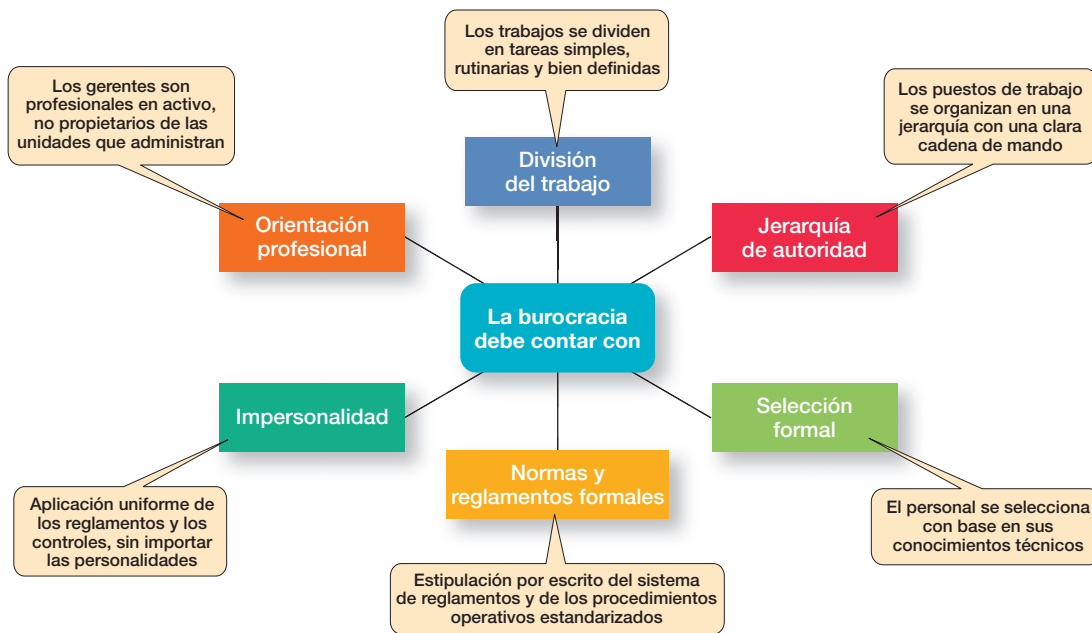 Los trabajos se dividen
en tareas simples,
rutinarias y bien definidas
Los gerentes son
profesionales en activo,
no propietarios de las
unidades que administran
Los puestos de trabajo
se organizan en una
jerarquía con una clara
cadena de mando
División
del trabajo
Orientación
profesional
Jerarquía
de autoridad
La burocracia
debe contar con
Impersonalidad
Selección
formal
Normas y
reglamentos formales
Aplicación uniforme de
los reglamentos y los
controles, sin importar
las personalidades
El personal se selecciona
con base en sus
conocimientos técnicos
Estipulación por escrito del sistema
de reglamentos y de los procedimientos
operativos estandarizados